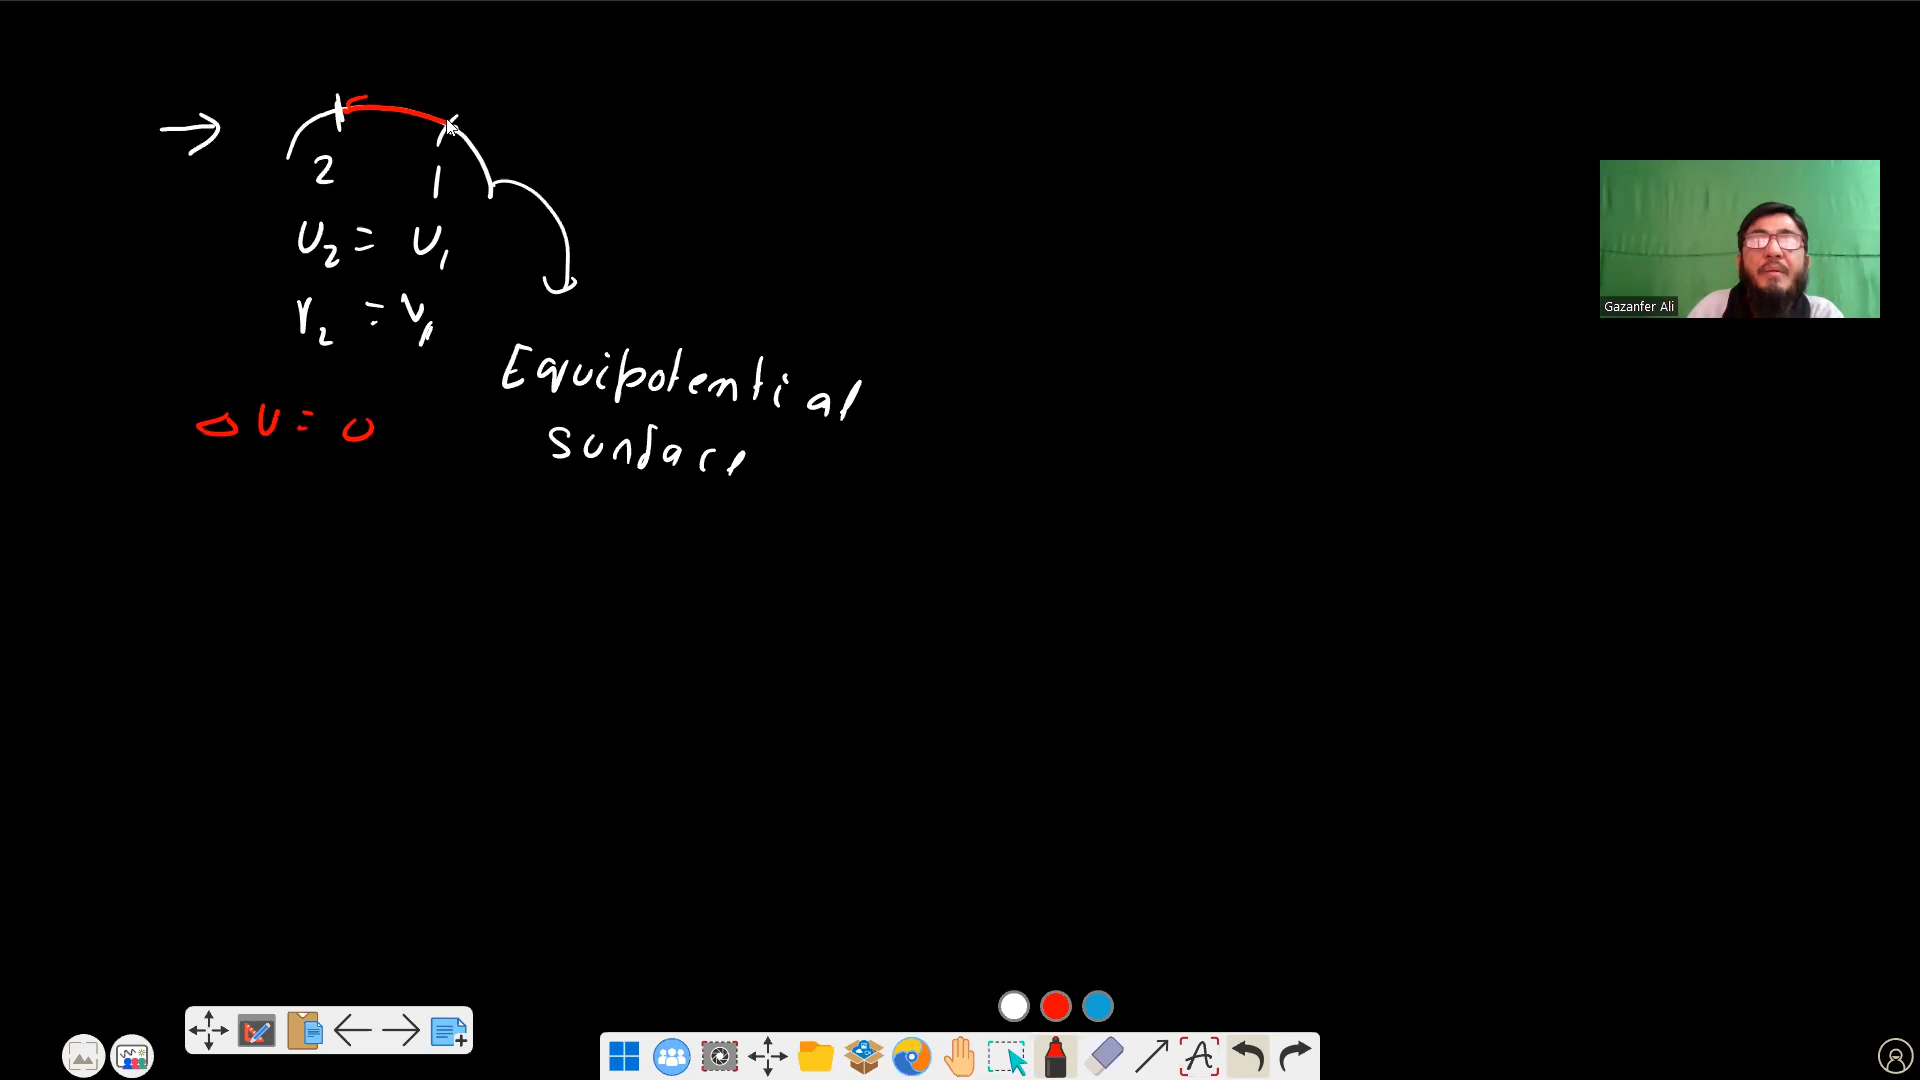 2 1
U₂ = U₁
V₂ = V₁
Equipotential
surface
ΔU = 0
Gazanfer Ali